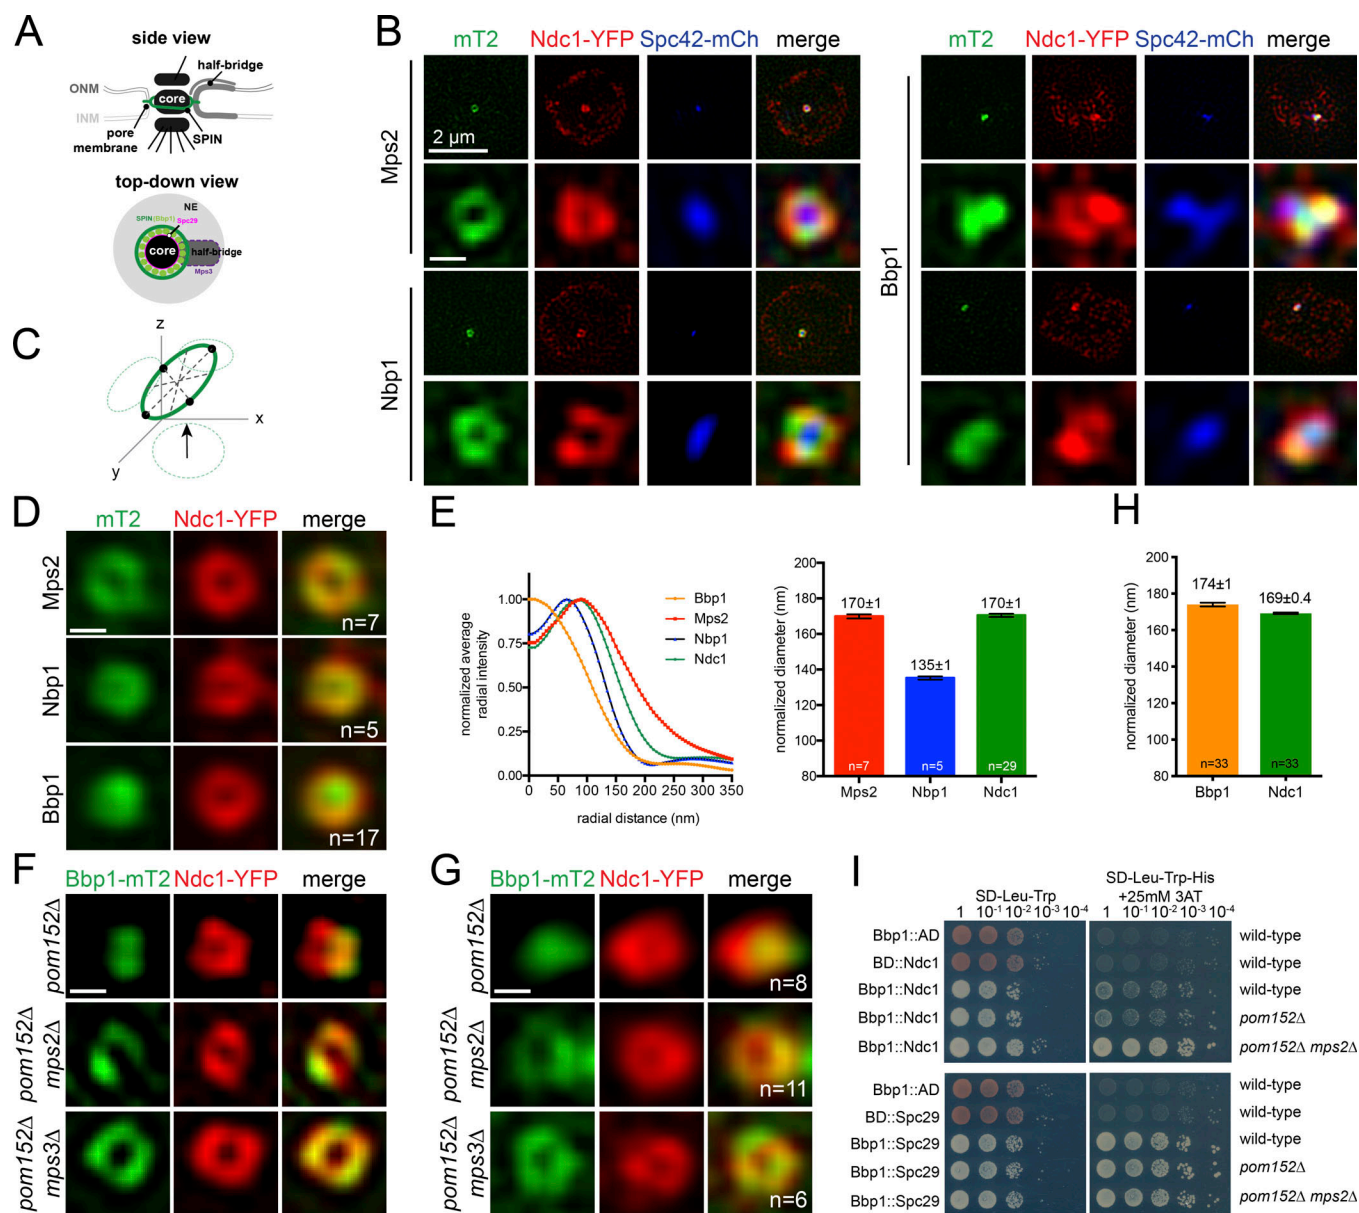 A
side view
half-bridge
ONM
core
INM
pore
membrane
SPIN
top-down view
NE
SPIN(Bbp1)
Spc29
core
half-bridge
Mps3
B
mT2 Ndc1-YFP Spc42-mCh merge
mT2 Ndc1-YFP Spc42-mCh merge
Mps2
2 µm
Nbp1
Bbp1
C
z
x
y
D
mT2 Ndc1-YFP merge
Mps2
n=7
Nbp1
n=5
Bbp1
n=17
E
normalized average
radial intensity
1.00
0.75
0.50
0.25
0.00
0 50 100 150 200 250 300 350
radial distance (nm)
Bbp1
Mps2
Nbp1
Ndc1
normalized diameter (nm)
200
180
160
140
120
100
80
170±1
135±1
170±1
n=7 n=5 n=29
Mps2 Nbp1 Ndc1
H
normalized diameter (nm)
200
180
160
140
120
100
80
174±1
169±0.4
n=33 n=33
Bbp1 Ndc1
F
Bbp1-mT2 Ndc1-YFP merge
pom152Δ
pom152Δ
mps2Δ
pom152Δ
mps3Δ
G
Bbp1-mT2 Ndc1-YFP merge
pom152Δ
n=8
pom152Δ
mps2Δ
n=11
pom152Δ
mps3Δ
n=6
I
SD-Leu-Trp
SD-Leu-Trp-His
+25mM 3AT
1 10-1 10-2 10-3 10-4
1 10-1 10-2 10-3 10-4
Bbp1::AD wild-type
BD::Ndc1 wild-type
Bbp1::Ndc1 wild-type
Bbp1::Ndc1 pom152Δ
Bbp1::Ndc1 pom152Δ mps2Δ
Bbp1::AD wild-type
BD::Spc29 wild-type
Bbp1::Spc29 wild-type
Bbp1::Spc29 pom152Δ
Bbp1::Spc29 pom152Δ mps2Δ